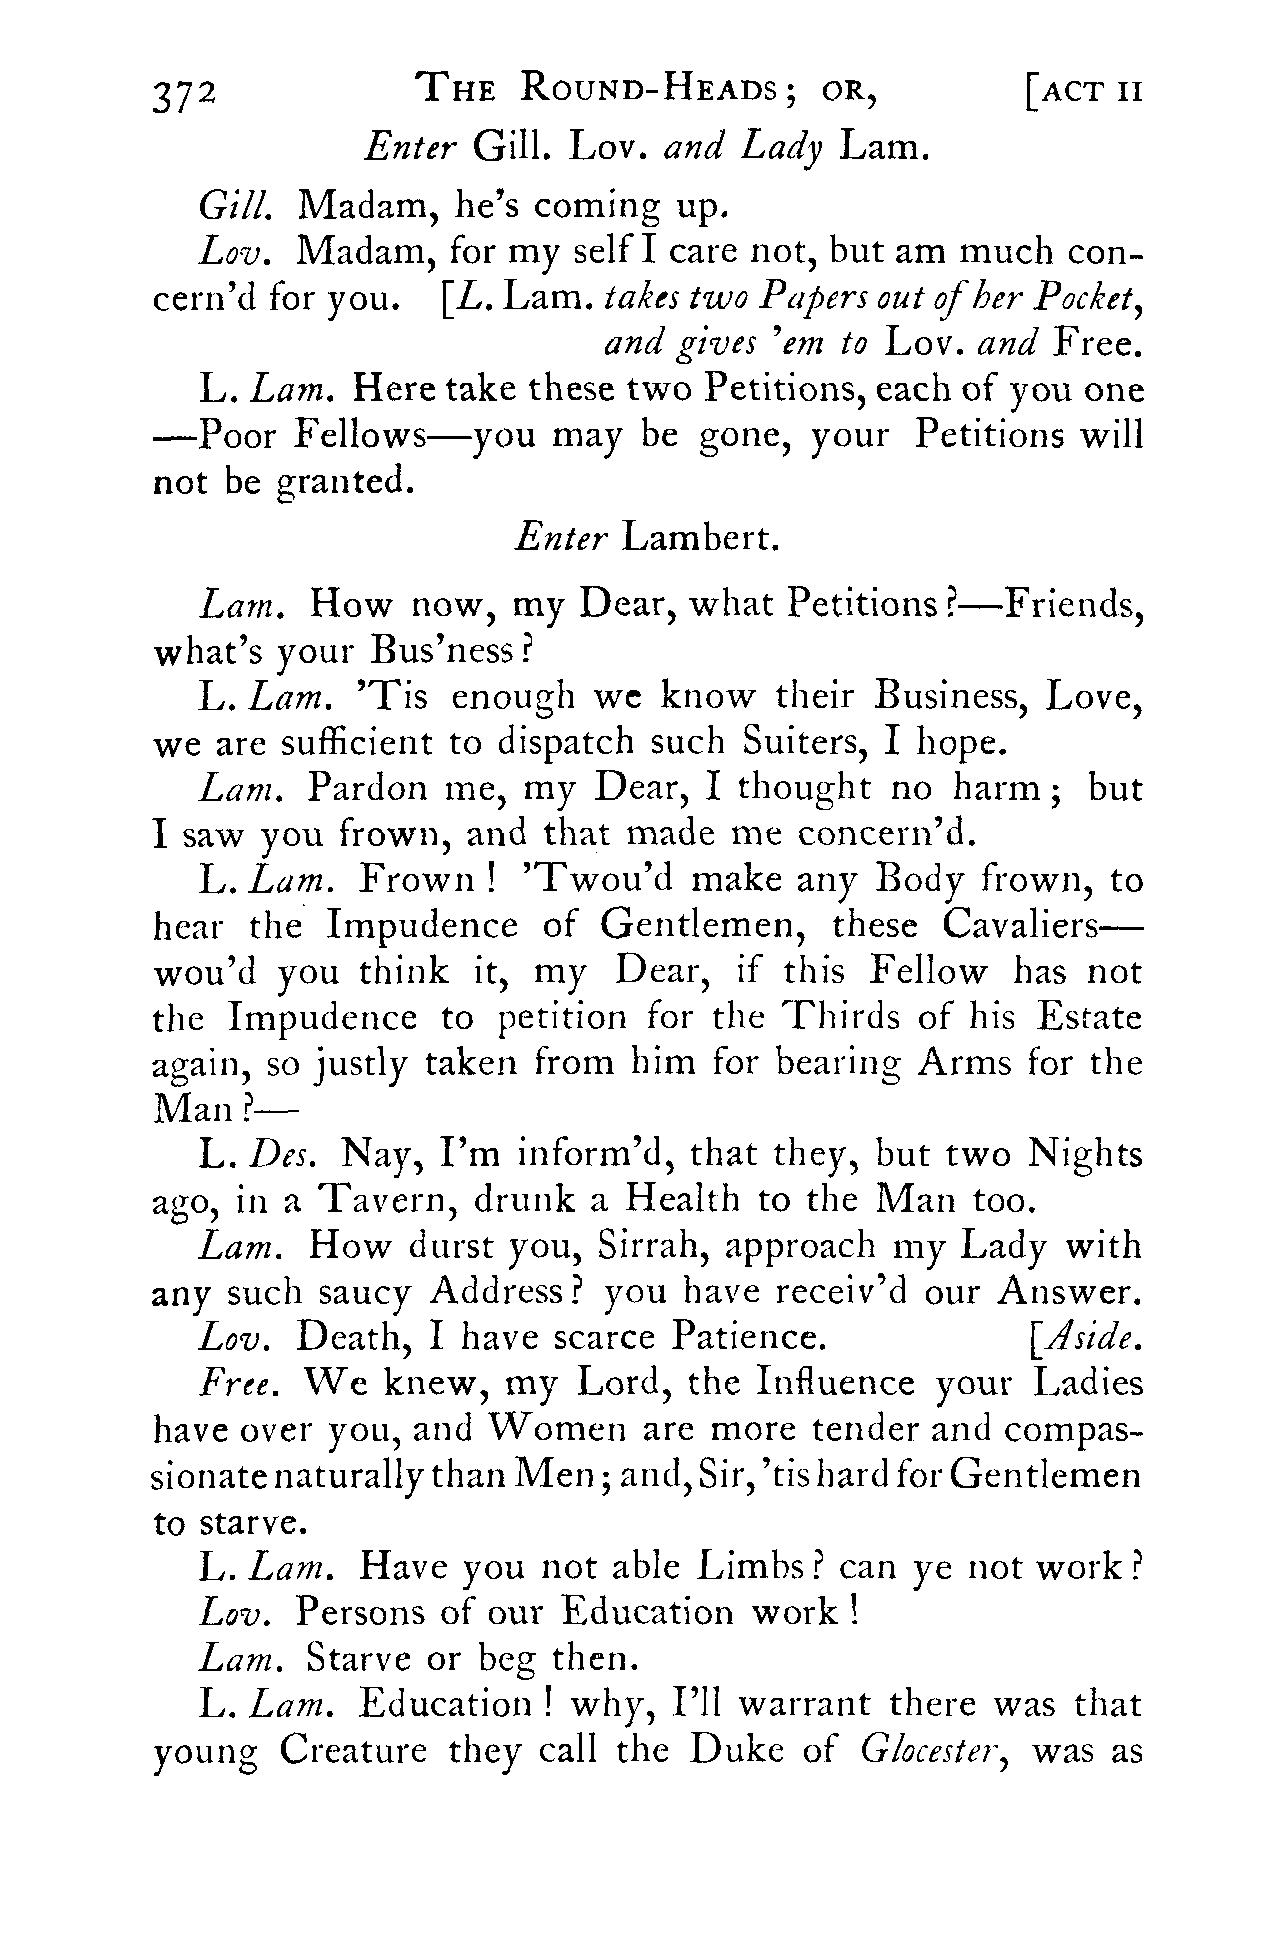 372 The Round-Heads; or, [act ii
Enter Gill. Lov. and Lady Lam.
Gill. Madam, he's coming up.
Lov. Madam, for my self I care not, but am much con-
cern'd for you. [L. Lam. takes two Papers out of her Pocket,
and gives 'em to Lov. and Free.
L. Lam. Here take these two Petitions, each of you one
—Poor Fellows—you may be gone, your Petitions will
not be granted.
Enter Lambert.
Lam. How now, my Dear, what Petitions?—Friends,
what's your Bus'ness?
L. Lam. 'Tis enough we know their Business, Love,
we are sufficient to dispatch such Suiters, I hope.
Lam. Pardon me, my Dear, I thought no harm; but
I saw you frown, and that made me concern'd.
L. Lam. Frown! 'Twou'd make any Body frown, to
hear the Impudence of Gentlemen, these Cavaliers—
wou'd you think it, my Dear, if this Fellow has not
the Impudence to petition for the Thirds of his Estate
again, so justly taken from him for bearing Arms for the
Man?—
L. Des. Nay, I'm inform'd, that they, but two Nights
ago, in a Tavern, drunk a Health to the Man too.
Lam. How durst you, Sirrah, approach my Lady with
any such saucy Address? you have receiv'd our Answer.
Lov. Death, I have scarce Patience. [Aside.
Free. We knew, my Lord, the Influence your Ladies
have over you, and Women are more tender and compas-
sionate naturally than Men; and, Sir, 'tis hard for Gentlemen
to starve.
L. Lam. Have you not able Limbs? can ye not work?
Lov. Persons of our Education work!
Lam. Starve or beg then.
L. Lam. Education! why, I'll warrant there was that
young Creature they call the Duke of Glocester, was as